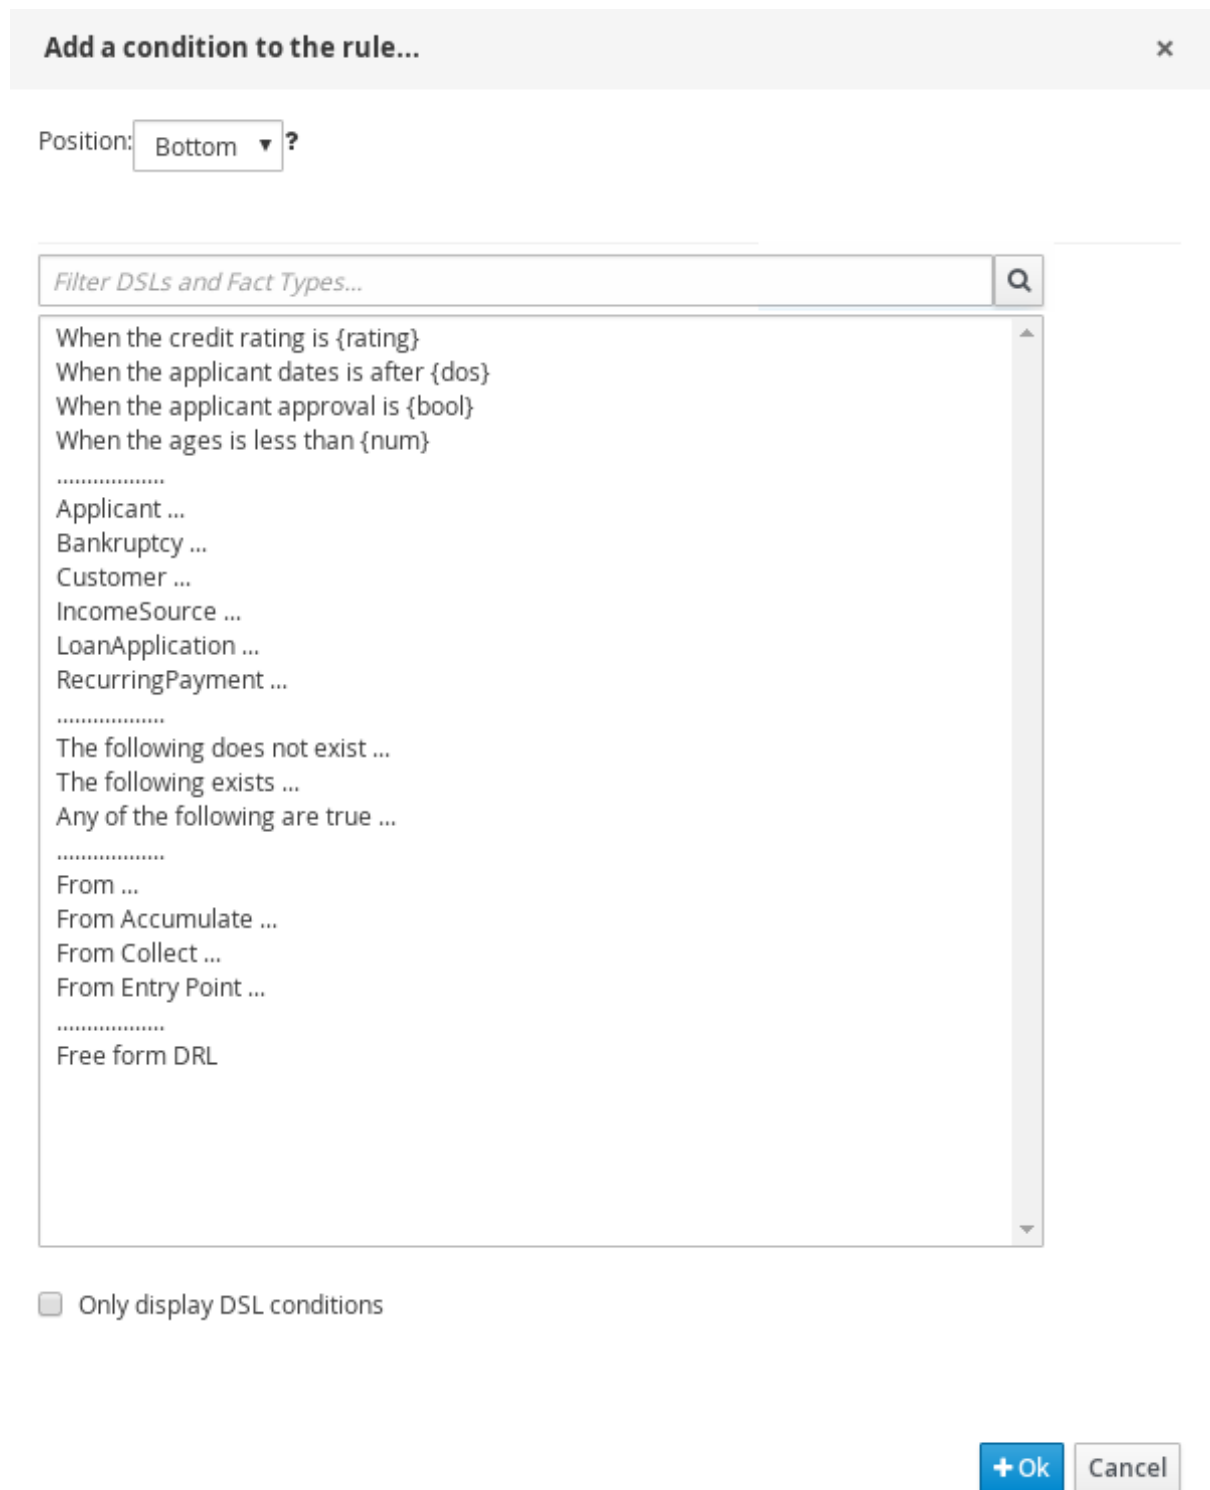 Add a condition to the rule... ×
Position: Bottom ▼ ?
Filter DSLs and Fact Types...
When the credit rating is {rating}
When the applicant dates is after {dos}
When the applicant approval is {bool}
When the ages is less than {num}
..................
Applicant ...
Bankruptcy ...
Customer ...
IncomeSource ...
LoanApplication ...
RecurringPayment ...
..................
The following does not exist ...
The following exists ...
Any of the following are true ...
..................
From ...
From Accumulate ...
From Collect ...
From Entry Point ...
..................
Free form DRL
Only display DSL conditions
+ Ok Cancel